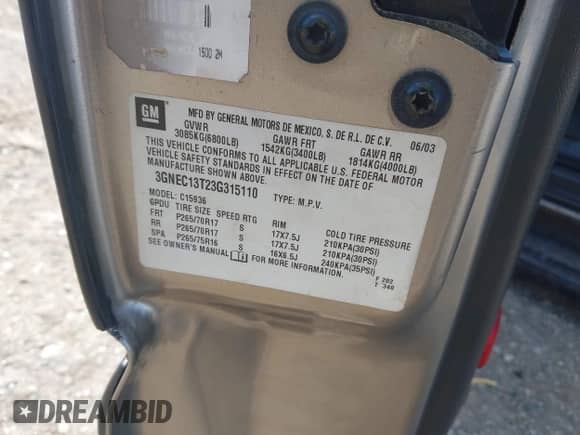 1500 2M
GM
MFD BY GENERAL MOTORS DE MEXICO, S. DE R.L. DE C.V. 06/03
GVWR GAWR FRT GAWR RR
3085KG(6800LB) 1542KG(3400LB) 1814KG(4000LB)
THIS VEHICLE CONFORMS TO ALL APPLICABLE U.S. FEDERAL MOTOR
VEHICLE SAFETY STANDARDS IN EFFECT ON THE DATE OF
MANUFACTURE SHOWN ABOVE.
3GNEC13T23G315110 TYPE: M.P.V.
MODEL: C15936
GPDU TIRE SIZE SPEED RTG RIM COLD TIRE PRESSURE
FRT P265/70R17 S 17X7.5J 210KPA(30PSI)
RR P265/70R17 S 17X7.5J 210KPA(30PSI)
SPA P265/75R16 S 16X6.5J 240KPA(35PSI)
SEE OWNER'S MANUAL FOR MORE INFORMATION.
F 202
T 340
DREAMBID